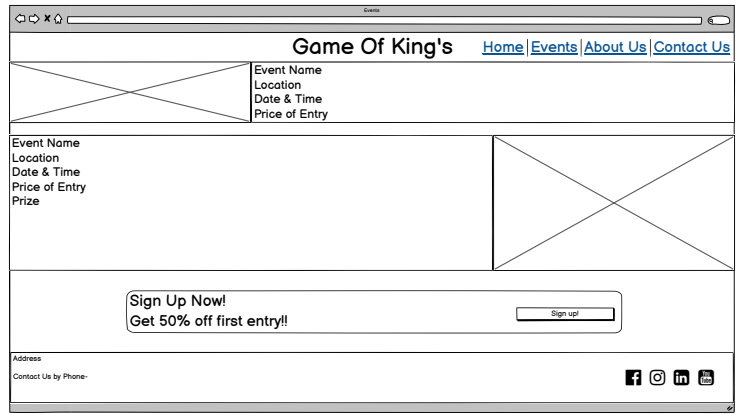 Events
Game Of King's
Home Events About Us Contact Us
Event Name
Location
Date & Time
Price of Entry
Event Name
Location
Date & Time
Price of Entry
Prize
Sign Up Now!
Get 50% off first entry!!
Sign up!
Address
Contact Us by Phone-
You
Tube